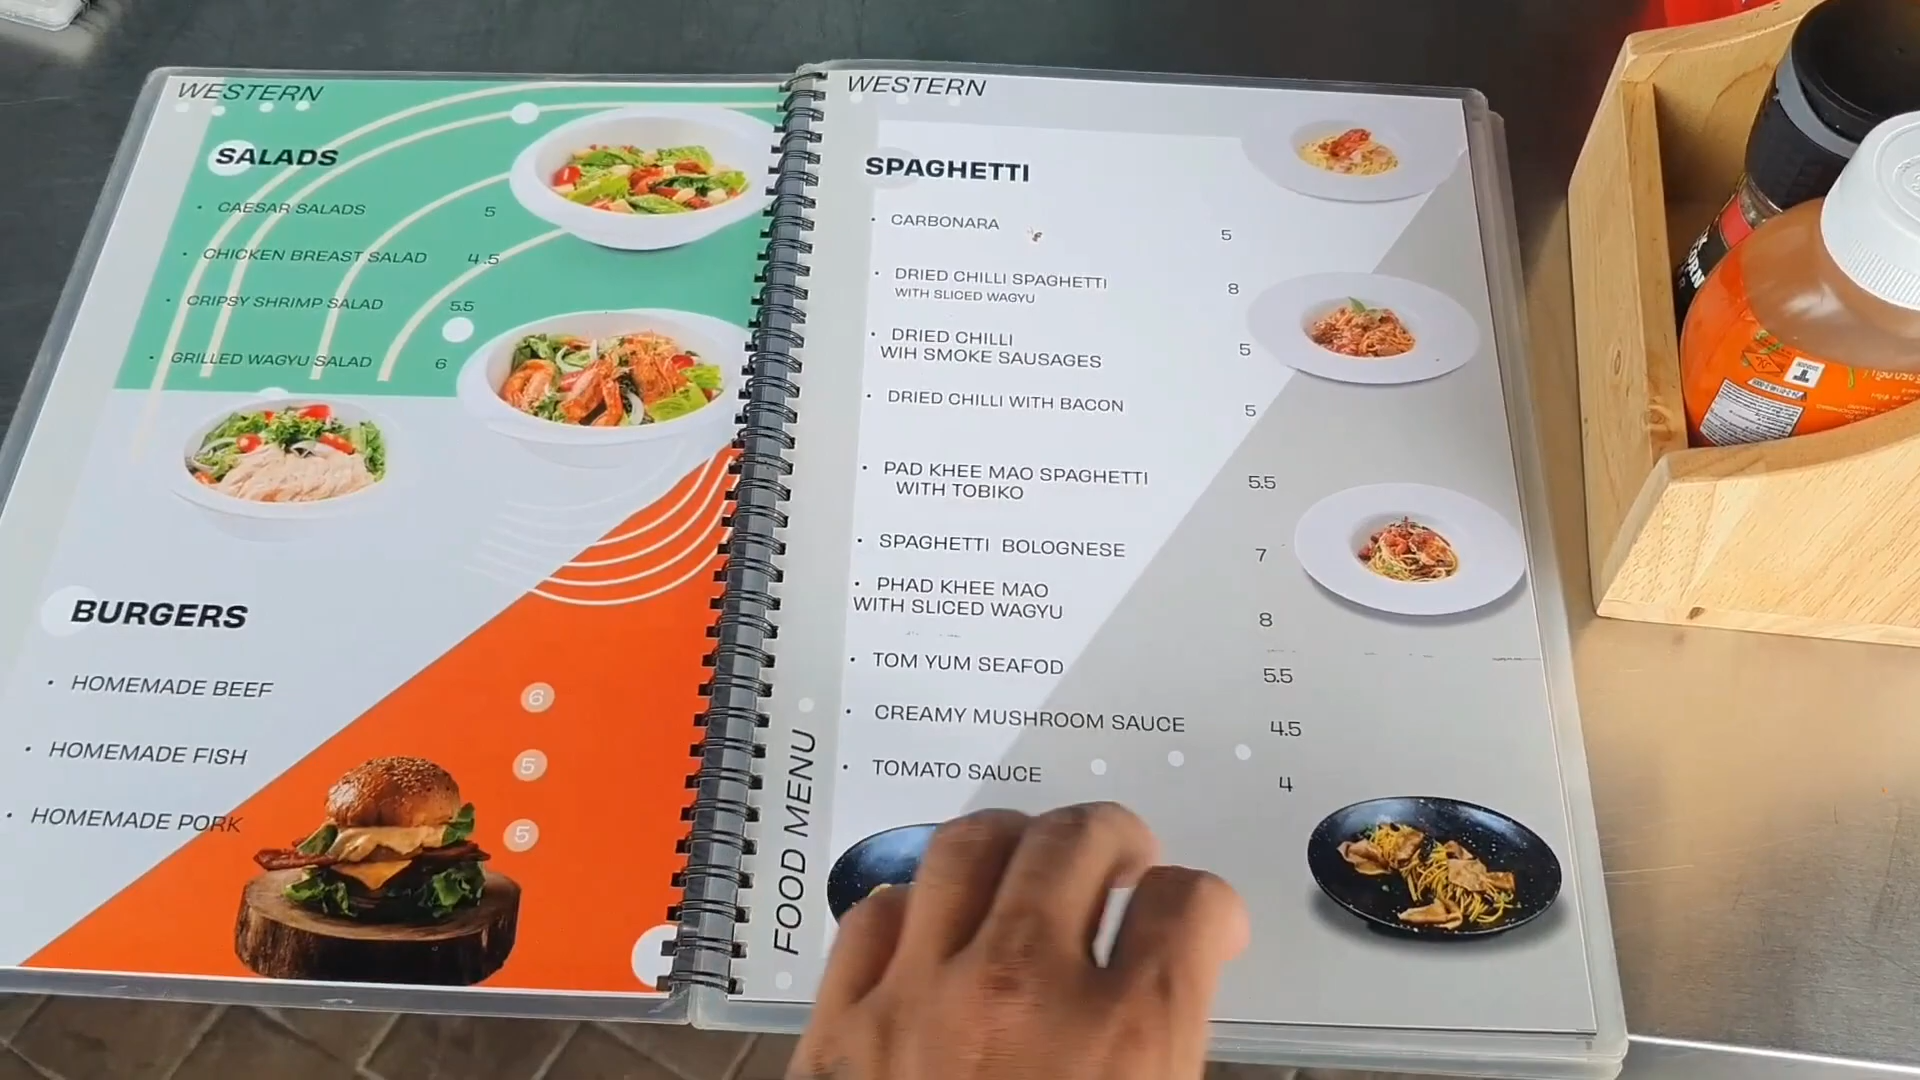 WESTERN
SALADS
• CAESAR SALADS 5
• CHICKEN BREAST SALAD 4.5
• CRIPSY SHRIMP SALAD 5.5
• GRILLED WAGYU SALAD 6
BURGERS
• HOMEMADE BEEF 6
• HOMEMADE FISH 5
• HOMEMADE PORK 5
WESTERN
SPAGHETTI
• CARBONARA 5
• DRIED CHILLI SPAGHETTI 8
WITH SLICED WAGYU
• DRIED CHILLI
WIH SMOKE SAUSAGES 5
• DRIED CHILLI WITH BACON 5
• PAD KHEE MAO SPAGHETTI 5.5
WITH TOBIKO
• SPAGHETTI BOLOGNESE 7
• PHAD KHEE MAO
WITH SLICED WAGYU 8
• TOM YUM SEAFOD 5.5
• CREAMY MUSHROOM SAUCE 4.5
• TOMATO SAUCE 4
FOOD MENU